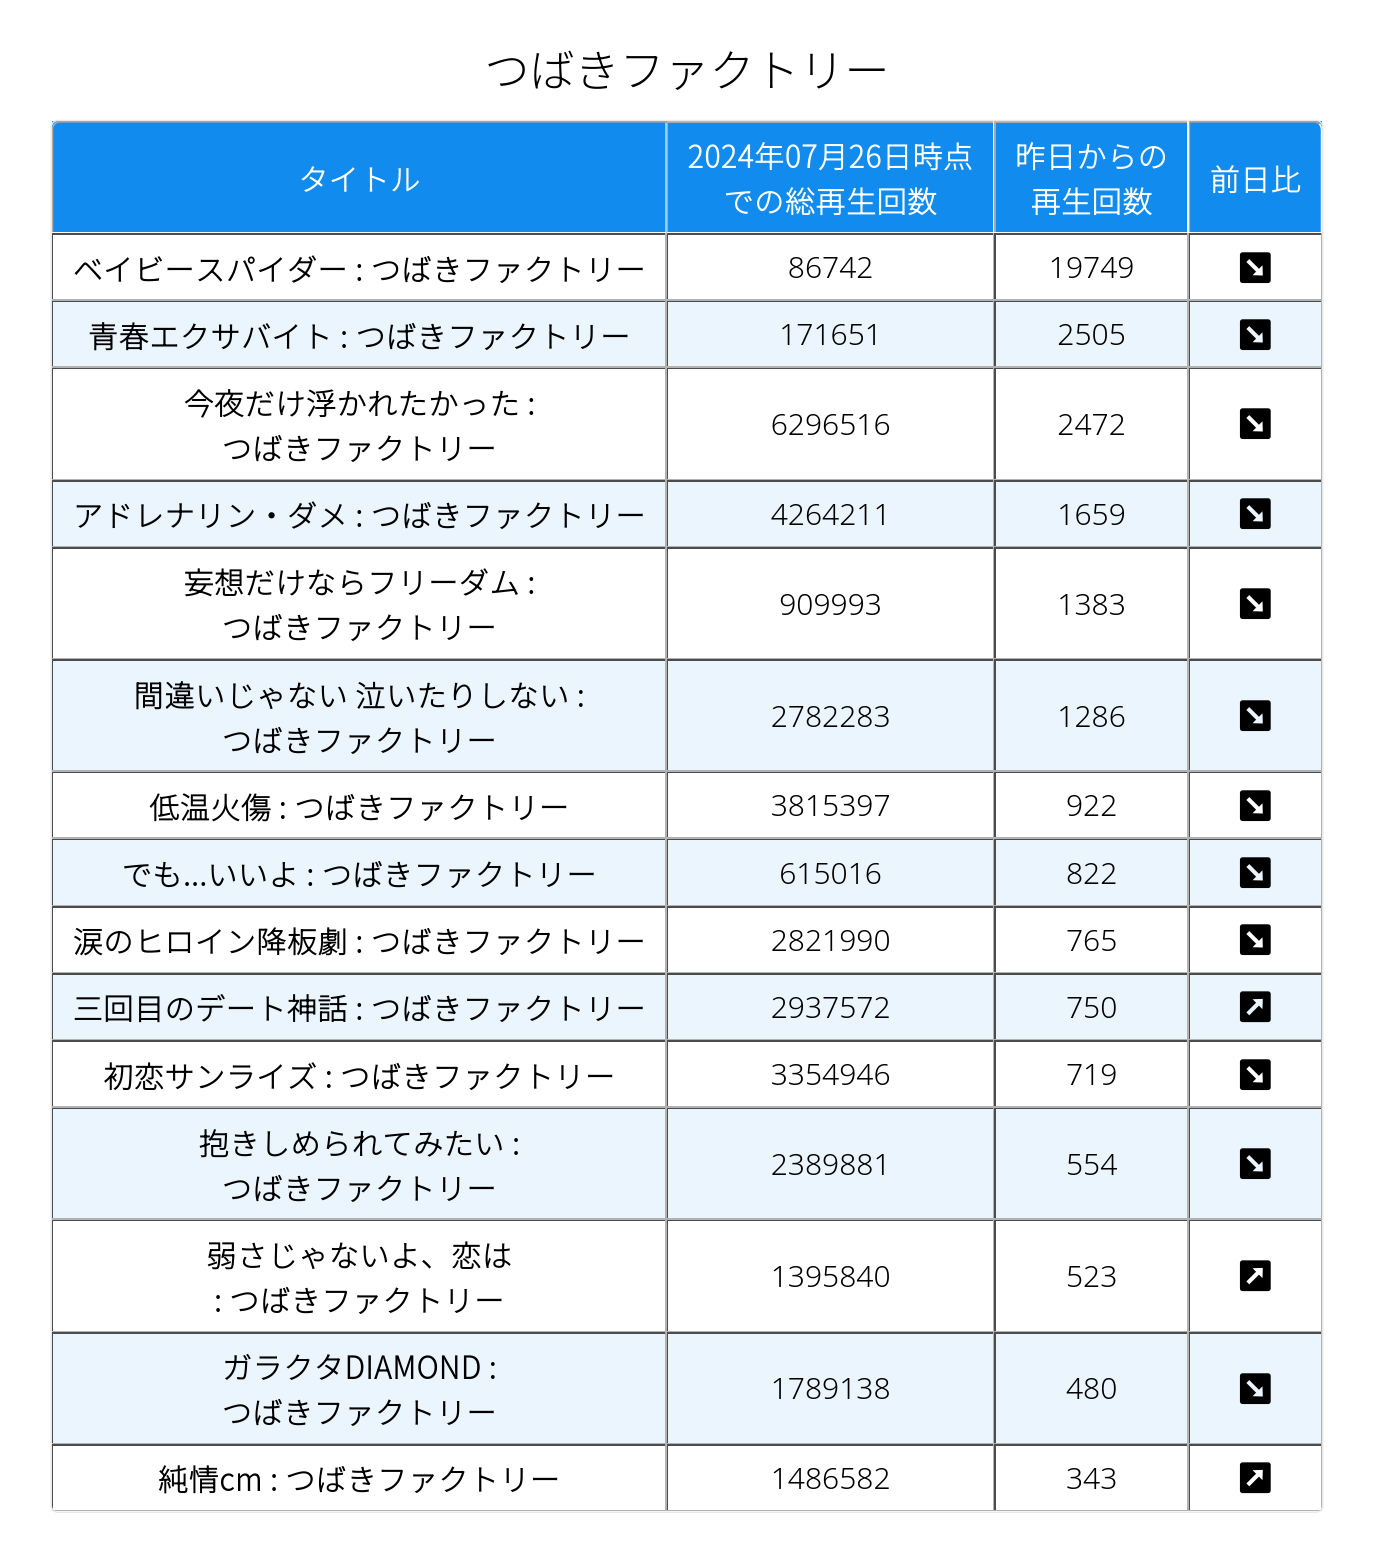 つばきファクトリー
タイトル
2024年07月26日時点
での総再生回数
昨日からの
再生回数
前日比
ベイビースパイダー : つばきファクトリー 86742 19749
青春エクサバイト : つばきファクトリー 171651 2505
今夜だけ浮かれたかった :
つばきファクトリー
6296516 2472
アドレナリン・ダメ : つばきファクトリー 4264211 1659
妄想だけならフリーダム :
つばきファクトリー
909993 1383
間違いじゃない 泣いたりしない :
つばきファクトリー
2782283 1286
低温火傷 : つばきファクトリー 3815397 922
でも...いいよ : つばきファクトリー 615016 822
涙のヒロイン降板劇 : つばきファクトリー 2821990 765
三回目のデート神話 : つばきファクトリー 2937572 750
初恋サンライズ : つばきファクトリー 3354946 719
抱きしめられてみたい :
つばきファクトリー
2389881 554
弱さじゃないよ、恋は
: つばきファクトリー
1395840 523
ガラクタDIAMOND :
つばきファクトリー
1789138 480
純情cm : つばきファクトリー 1486582 343